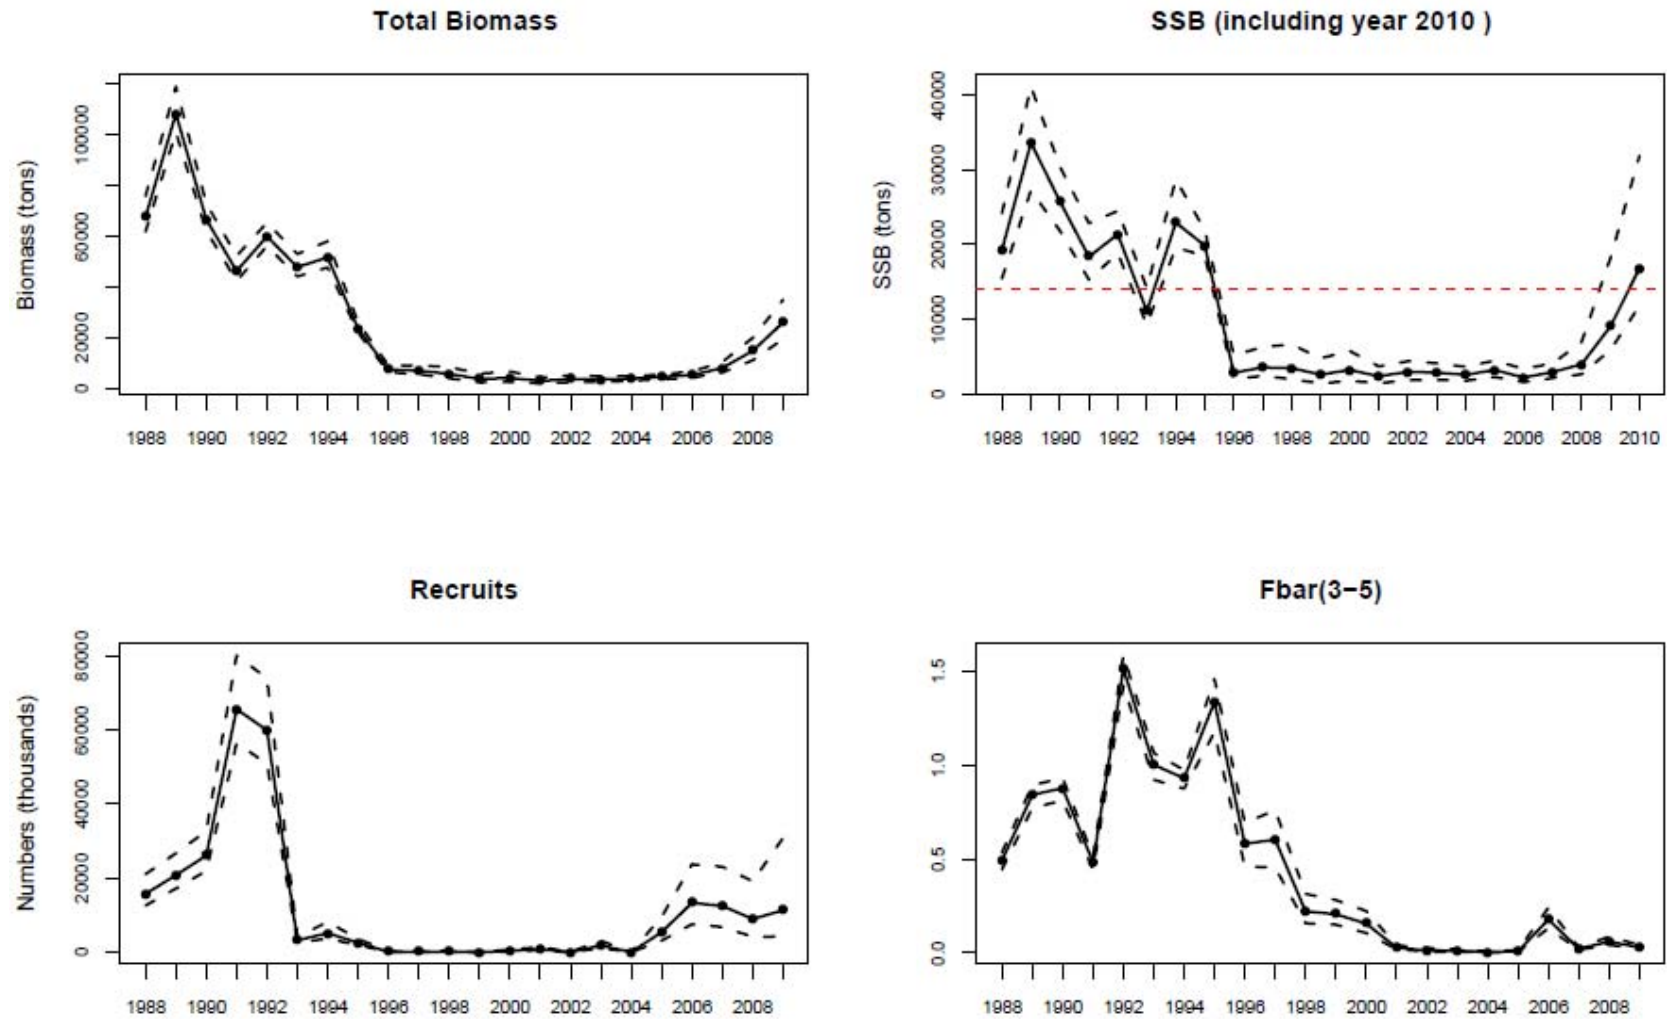 Total Biomass
Biomass (tons)
100000
60000
20000
0
1988 1990 1992 1994 1996 1998 2000 2002 2004 2006 2008
SSB (including year 2010 )
SSB (tons)
40000
30000
20000
10000
0
1988 1990 1992 1994 1996 1998 2000 2002 2004 2006 2008 2010
Recruits
Numbers (thousands)
80000
60000
40000
20000
0
1988 1990 1992 1994 1996 1998 2000 2002 2004 2006 2008
Fbar(3−5)
1.5
1.0
0.5
0.0
1988 1990 1992 1994 1996 1998 2000 2002 2004 2006 2008